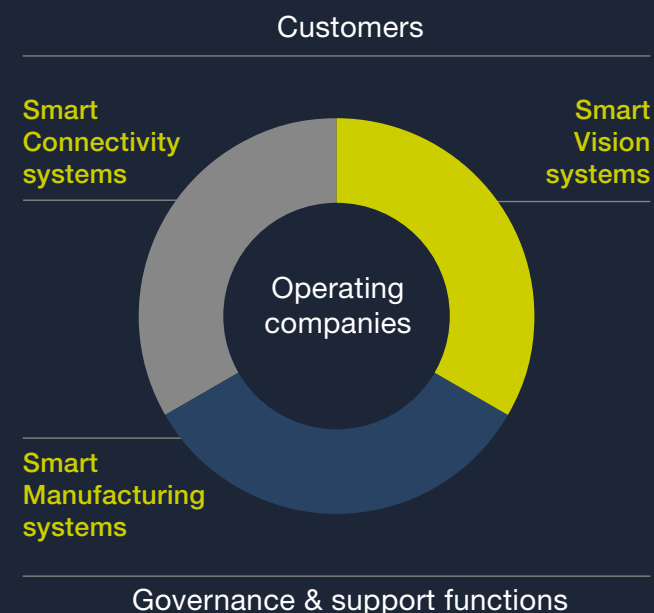 Customers
Smart
Connectivity
systems
Smart
Vision
systems
Operating
companies
Smart
Manufacturing
systems
Governance & support functions